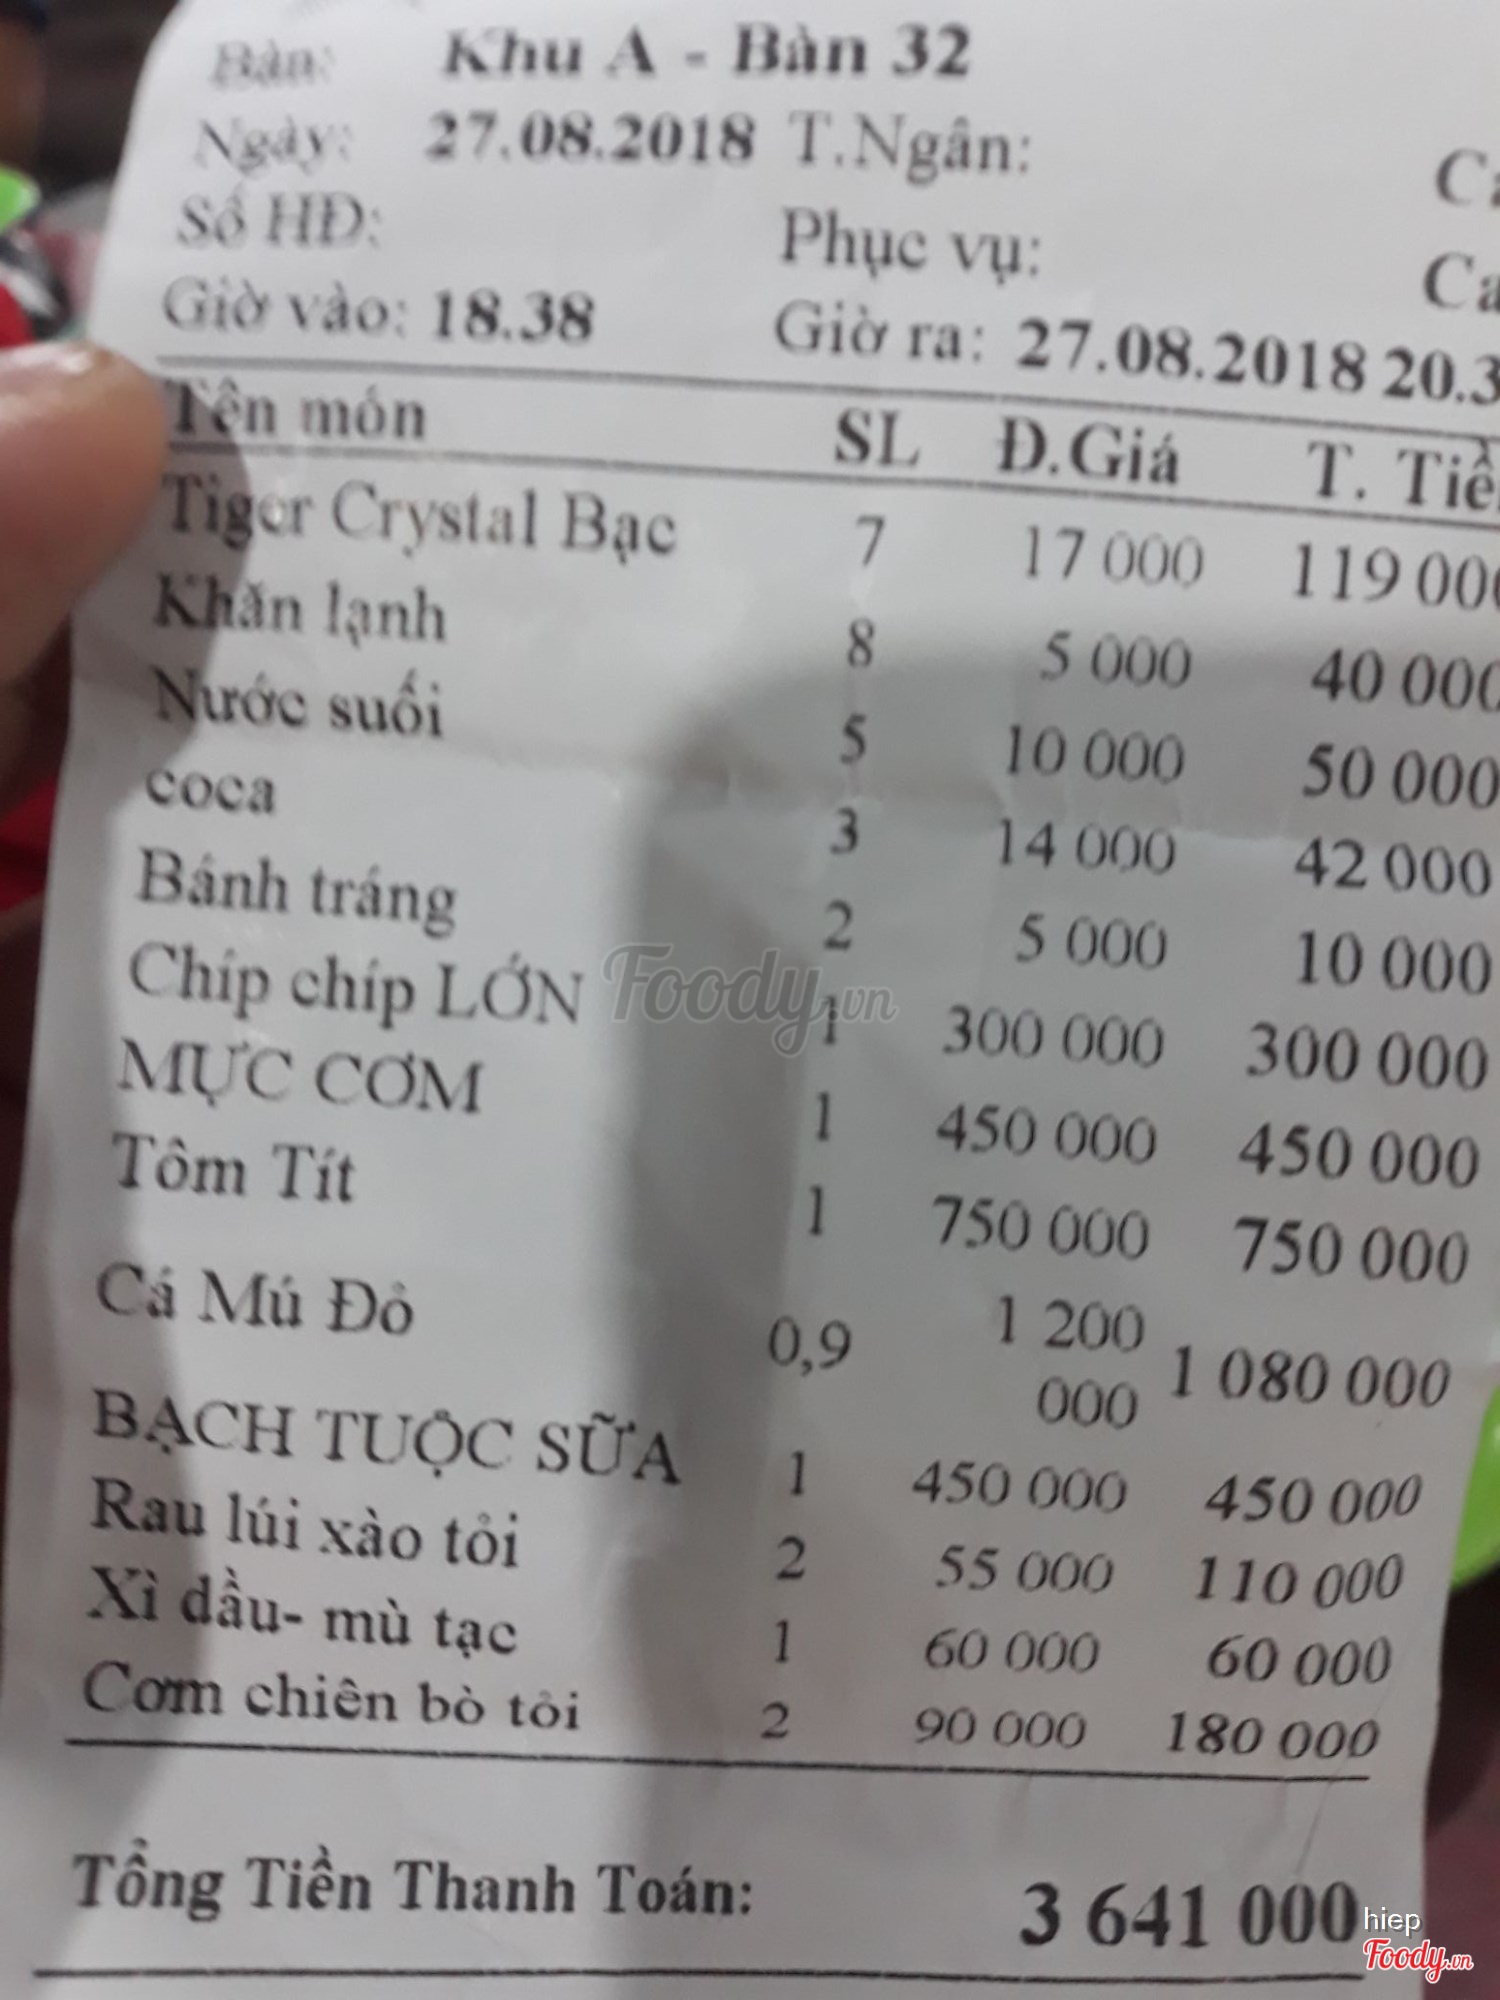 Bàn: Khu A - Bàn 32
Ngày: 27.08.2018 T.Ngân:
Số HĐ: Phục vụ:
Giờ vào: 18.38 Giờ ra: 27.08.2018 20.3
Tên món SL Đ.Giá T. Tiề
Tiger Crystal Bạc 7 17 000 119 000
Khăn lạnh 8 5 000 40 000
Nước suối 5 10 000 50 000
coca 3 14 000 42 000
Bánh tráng 2 5 000 10 000
Chíp chíp LỚN 1 300 000 300 000
MỰC CƠM 1 450 000 450 000
Tôm Tít 1 750 000 750 000
Cá Mú Đỏ 0,9 1 200 000 1 080 000
BẠCH TUỘC SỮA 1 450 000 450 000
Rau lúi xào tỏi 2 55 000 110 000
Xì dầu- mù tạc 1 60 000 60 000
Cơm chiên bò tỏi 2 90 000 180 000
Tổng Tiền Thanh Toán: 3 641 000
Foody.vn
hiep
Foody.vn